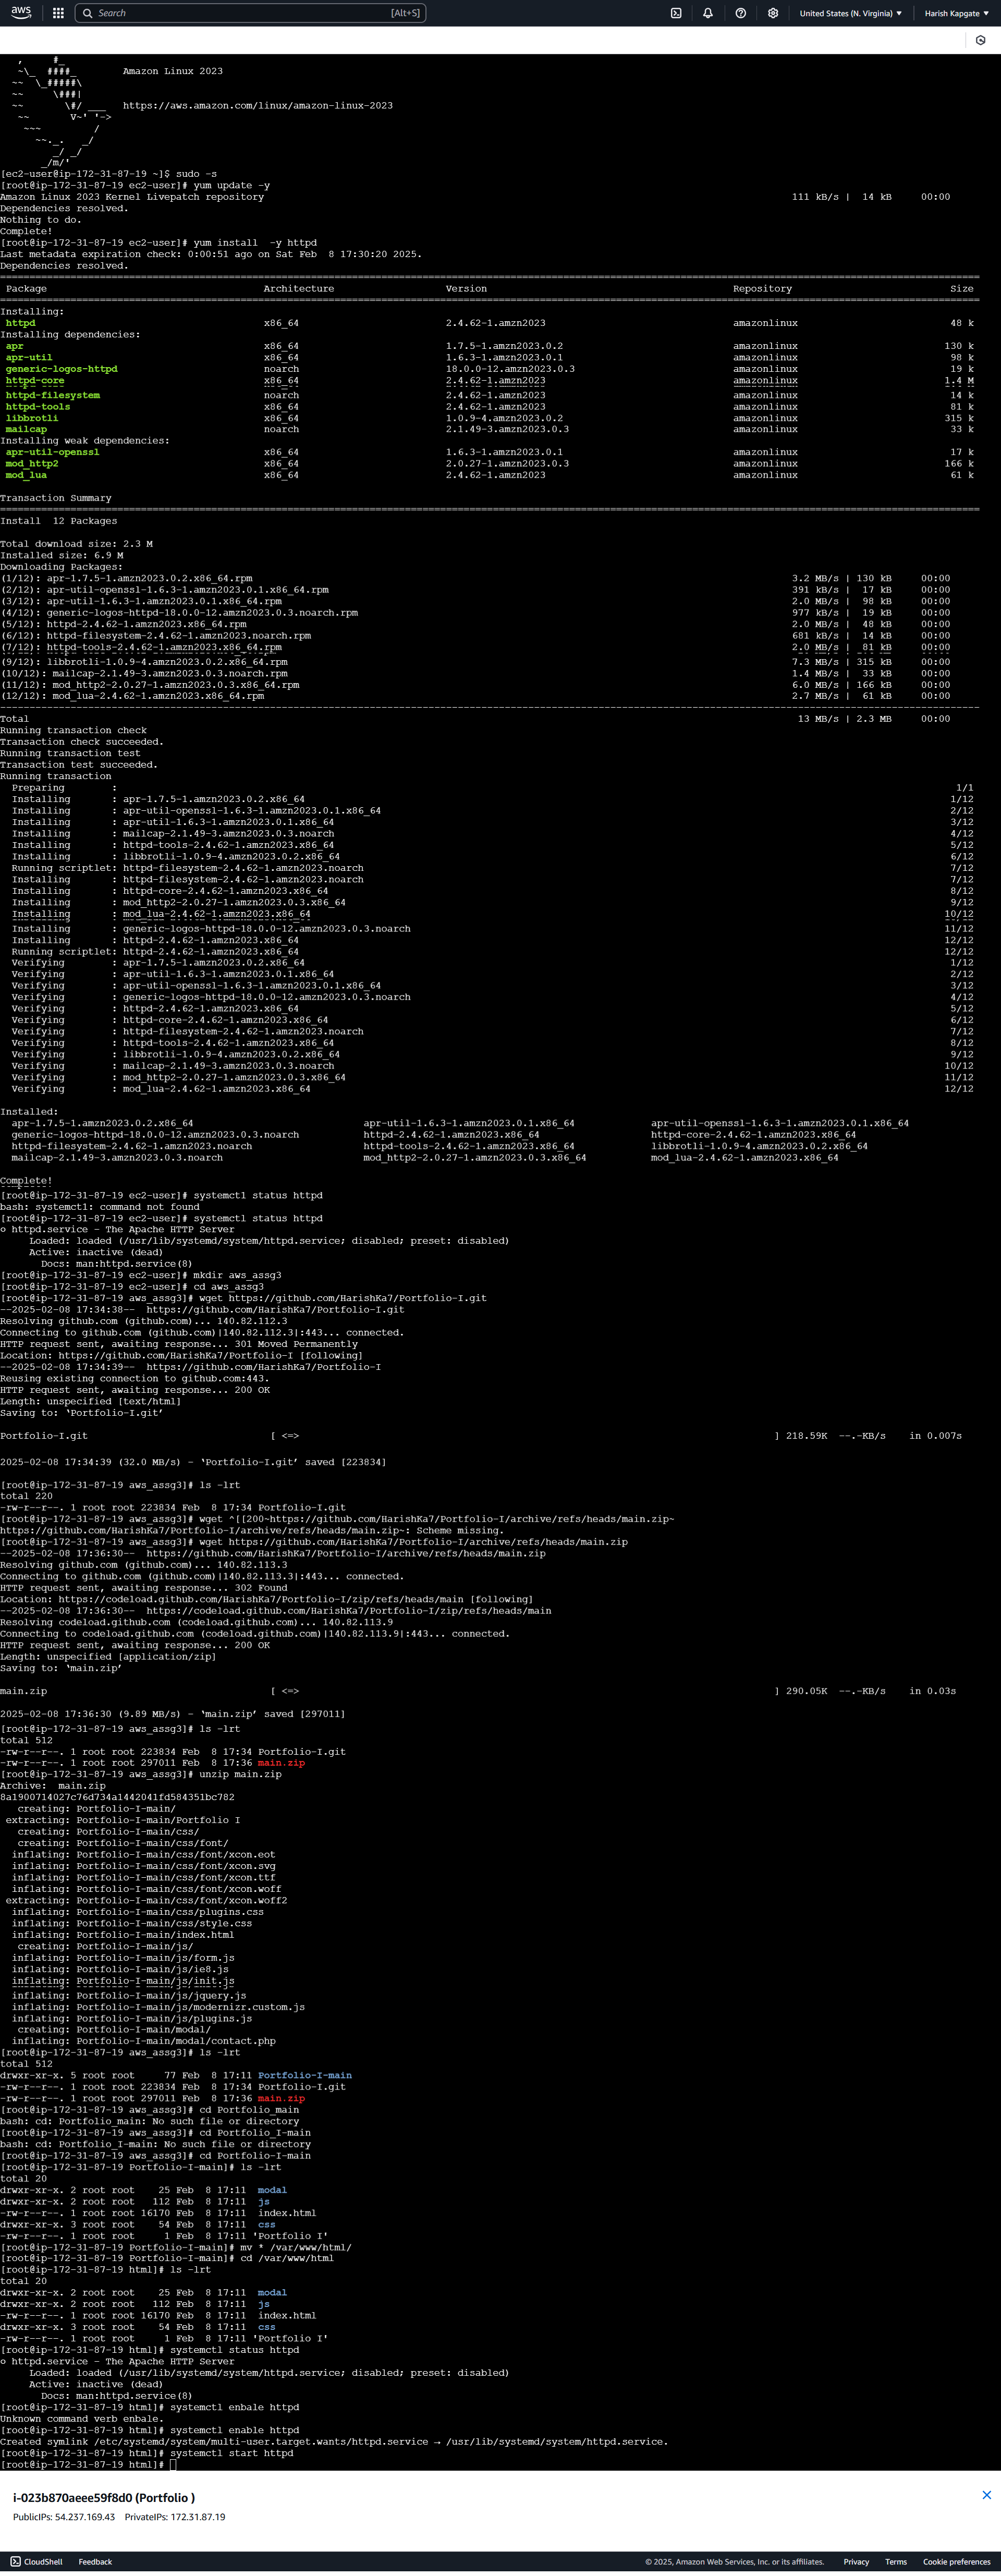 aws
Search [Alt+S] United States (N. Virginia) Harish Kapgate
Amazon Linux 2023
https://aws.amazon.com/linux/amazon-linux-2023
[ec2-user@ip-172-31-87-19 ~]$ sudo -s
[root@ip-172-31-87-19 ec2-user]# yum update -y
Amazon Linux 2023 Kernel Livepatch repository 111 kB/s | 14 kB 00:00
Dependencies resolved.
Nothing to do.
Complete!
[root@ip-172-31-87-19 ec2-user]# yum install  -y httpd
Last metadata expiration check: 0:00:51 ago on Sat Feb  8 17:30:20 2025.
Dependencies resolved.
Package Architecture Version Repository Size
Installing:
httpd x86_64 2.4.62-1.amzn2023 amazonlinux 48 k
Installing dependencies:
apr x86_64 1.7.5-1.amzn2023.0.2 amazonlinux 130 k
apr-util x86_64 1.6.3-1.amzn2023.0.1 amazonlinux 98 k
generic-logos-httpd noarch 18.0.0-12.amzn2023.0.3 amazonlinux 19 k
httpd-core x86_64 2.4.62-1.amzn2023 amazonlinux 1.4 M
httpd-filesystem noarch 2.4.62-1.amzn2023 amazonlinux 14 k
httpd-tools x86_64 2.4.62-1.amzn2023 amazonlinux 81 k
libbrotli x86_64 1.0.9-4.amzn2023.0.2 amazonlinux 315 k
mailcap noarch 2.1.49-3.amzn2023.0.3 amazonlinux 33 k
Installing weak dependencies:
apr-util-openssl x86_64 1.6.3-1.amzn2023.0.1 amazonlinux 17 k
mod_http2 x86_64 2.0.27-1.amzn2023.0.3 amazonlinux 166 k
mod_lua x86_64 2.4.62-1.amzn2023 amazonlinux 61 k
Transaction Summary
Install  12 Packages
Total download size: 2.3 M
Installed size: 6.9 M
Downloading Packages:
(1/12): apr-1.7.5-1.amzn2023.0.2.x86_64.rpm 3.2 MB/s | 130 kB 00:00
(2/12): apr-util-openssl-1.6.3-1.amzn2023.0.1.x86_64.rpm 391 kB/s | 17 kB 00:00
(3/12): apr-util-1.6.3-1.amzn2023.0.1.x86_64.rpm 2.0 MB/s | 98 kB 00:00
(4/12): generic-logos-httpd-18.0.0-12.amzn2023.0.3.noarch.rpm 977 kB/s | 19 kB 00:00
(5/12): httpd-2.4.62-1.amzn2023.x86_64.rpm 2.0 MB/s | 48 kB 00:00
(6/12): httpd-filesystem-2.4.62-1.amzn2023.noarch.rpm 681 kB/s | 14 kB 00:00
(7/12): httpd-tools-2.4.62-1.amzn2023.x86_64.rpm 2.0 MB/s | 81 kB 00:00
(9/12): libbrotli-1.0.9-4.amzn2023.0.2.x86_64.rpm 7.3 MB/s | 315 kB 00:00
(10/12): mailcap-2.1.49-3.amzn2023.0.3.noarch.rpm 1.4 MB/s | 33 kB 00:00
(11/12): mod_http2-2.0.27-1.amzn2023.0.3.x86_64.rpm 6.0 MB/s | 166 kB 00:00
(12/12): mod_lua-2.4.62-1.amzn2023.x86_64.rpm 2.7 MB/s | 61 kB 00:00
Total 13 MB/s | 2.3 MB 00:00
Running transaction check
Transaction check succeeded.
Running transaction test
Transaction test succeeded.
Running transaction
Preparing : 1/1
Installing : apr-1.7.5-1.amzn2023.0.2.x86_64 1/12
Installing : apr-util-openssl-1.6.3-1.amzn2023.0.1.x86_64 2/12
Installing : apr-util-1.6.3-1.amzn2023.0.1.x86_64 3/12
Installing : mailcap-2.1.49-3.amzn2023.0.3.noarch 4/12
Installing : httpd-tools-2.4.62-1.amzn2023.x86_64 5/12
Installing : libbrotli-1.0.9-4.amzn2023.0.2.x86_64 6/12
Running scriptlet: httpd-filesystem-2.4.62-1.amzn2023.noarch 7/12
Installing : httpd-filesystem-2.4.62-1.amzn2023.noarch 7/12
Installing : httpd-core-2.4.62-1.amzn2023.x86_64 8/12
Installing : mod_http2-2.0.27-1.amzn2023.0.3.x86_64 9/12
Installing : mod_lua-2.4.62-1.amzn2023.x86_64 10/12
Installing : generic-logos-httpd-18.0.0-12.amzn2023.0.3.noarch 11/12
Installing : httpd-2.4.62-1.amzn2023.x86_64 12/12
Running scriptlet: httpd-2.4.62-1.amzn2023.x86_64 12/12
Verifying : apr-1.7.5-1.amzn2023.0.2.x86_64 1/12
Verifying : apr-util-1.6.3-1.amzn2023.0.1.x86_64 2/12
Verifying : apr-util-openssl-1.6.3-1.amzn2023.0.1.x86_64 3/12
Verifying : generic-logos-httpd-18.0.0-12.amzn2023.0.3.noarch 4/12
Verifying : httpd-2.4.62-1.amzn2023.x86_64 5/12
Verifying : httpd-core-2.4.62-1.amzn2023.x86_64 6/12
Verifying : httpd-filesystem-2.4.62-1.amzn2023.noarch 7/12
Verifying : httpd-tools-2.4.62-1.amzn2023.x86_64 8/12
Verifying : libbrotli-1.0.9-4.amzn2023.0.2.x86_64 9/12
Verifying : mailcap-2.1.49-3.amzn2023.0.3.noarch 10/12
Verifying : mod_http2-2.0.27-1.amzn2023.0.3.x86_64 11/12
Verifying : mod_lua-2.4.62-1.amzn2023.x86_64 12/12
Installed:
apr-1.7.5-1.amzn2023.0.2.x86_64 apr-util-1.6.3-1.amzn2023.0.1.x86_64 apr-util-openssl-1.6.3-1.amzn2023.0.1.x86_64
generic-logos-httpd-18.0.0-12.amzn2023.0.3.noarch httpd-2.4.62-1.amzn2023.x86_64 httpd-core-2.4.62-1.amzn2023.x86_64
httpd-filesystem-2.4.62-1.amzn2023.noarch httpd-tools-2.4.62-1.amzn2023.x86_64 libbrotli-1.0.9-4.amzn2023.0.2.x86_64
mailcap-2.1.49-3.amzn2023.0.3.noarch mod_http2-2.0.27-1.amzn2023.0.3.x86_64 mod_lua-2.4.62-1.amzn2023.x86_64
Complete!
[root@ip-172-31-87-19 ec2-user]# systemct1 status httpd
bash: systemct1: command not found
[root@ip-172-31-87-19 ec2-user]# systemctl status httpd
○ httpd.service - The Apache HTTP Server
Loaded: loaded (/usr/lib/systemd/system/httpd.service; disabled; preset: disabled)
Active: inactive (dead)
Docs: man:httpd.service(8)
[root@ip-172-31-87-19 ec2-user]# mkdir aws_assg3
[root@ip-172-31-87-19 ec2-user]# cd aws_assg3
[root@ip-172-31-87-19 aws_assg3]# wget https://github.com/HarishKa7/Portfolio-I.git
--2025-02-08 17:34:38--  https://github.com/HarishKa7/Portfolio-I.git
Resolving github.com (github.com)... 140.82.112.3
Connecting to github.com (github.com)|140.82.112.3|:443... connected.
HTTP request sent, awaiting response... 301 Moved Permanently
Location: https://github.com/HarishKa7/Portfolio-I [following]
--2025-02-08 17:34:39--  https://github.com/HarishKa7/Portfolio-I
Reusing existing connection to github.com:443.
HTTP request sent, awaiting response... 200 OK
Length: unspecified [text/html]
Saving to: ‘Portfolio-I.git’
Portfolio-I.git [ <=> ] 218.59K --.-KB/s in 0.007s
2025-02-08 17:34:39 (32.0 MB/s) - ‘Portfolio-I.git’ saved [223834]
[root@ip-172-31-87-19 aws_assg3]# ls -lrt
total 220
-rw-r--r--. 1 root root 223834 Feb  8 17:34 Portfolio-I.git
[root@ip-172-31-87-19 aws_assg3]# wget ^[[200~https://github.com/HarishKa7/Portfolio-I/archive/refs/heads/main.zip~
https://github.com/HarishKa7/Portfolio-I/archive/refs/heads/main.zip~: Scheme missing.
[root@ip-172-31-87-19 aws_assg3]# wget https://github.com/HarishKa7/Portfolio-I/archive/refs/heads/main.zip
--2025-02-08 17:36:30--  https://github.com/HarishKa7/Portfolio-I/archive/refs/heads/main.zip
Resolving github.com (github.com)... 140.82.113.3
Connecting to github.com (github.com)|140.82.113.3|:443... connected.
HTTP request sent, awaiting response... 302 Found
Location: https://codeload.github.com/HarishKa7/Portfolio-I/zip/refs/heads/main [following]
--2025-02-08 17:36:30--  https://codeload.github.com/HarishKa7/Portfolio-I/zip/refs/heads/main
Resolving codeload.github.com (codeload.github.com)... 140.82.113.9
Connecting to codeload.github.com (codeload.github.com)|140.82.113.9|:443... connected.
HTTP request sent, awaiting response... 200 OK
Length: unspecified [application/zip]
Saving to: ‘main.zip’
main.zip [ <=> ] 290.05K --.-KB/s in 0.03s
2025-02-08 17:36:30 (9.89 MB/s) - ‘main.zip’ saved [297011]
[root@ip-172-31-87-19 aws_assg3]# ls -lrt
total 512
-rw-r--r--. 1 root root 223834 Feb  8 17:34 Portfolio-I.git
-rw-r--r--. 1 root root 297011 Feb  8 17:36 main.zip
[root@ip-172-31-87-19 aws_assg3]# unzip main.zip
Archive:  main.zip
8a1900714027c76d734a1442041fd584351bc782
creating: Portfolio-I-main/
extracting: Portfolio-I-main/Portfolio I
creating: Portfolio-I-main/css/
creating: Portfolio-I-main/css/font/
inflating: Portfolio-I-main/css/font/xcon.eot
inflating: Portfolio-I-main/css/font/xcon.svg
inflating: Portfolio-I-main/css/font/xcon.ttf
inflating: Portfolio-I-main/css/font/xcon.woff
extracting: Portfolio-I-main/css/font/xcon.woff2
inflating: Portfolio-I-main/css/plugins.css
inflating: Portfolio-I-main/css/style.css
inflating: Portfolio-I-main/index.html
creating: Portfolio-I-main/js/
inflating: Portfolio-I-main/js/form.js
inflating: Portfolio-I-main/js/ie8.js
inflating: Portfolio-I-main/js/init.js
inflating: Portfolio-I-main/js/jquery.js
inflating: Portfolio-I-main/js/modernizr.custom.js
inflating: Portfolio-I-main/js/plugins.js
creating: Portfolio-I-main/modal/
inflating: Portfolio-I-main/modal/contact.php
[root@ip-172-31-87-19 aws_assg3]# ls -lrt
total 512
drwxr-xr-x. 5 root root     77 Feb  8 17:11 Portfolio-I-main
-rw-r--r--. 1 root root 223834 Feb  8 17:34 Portfolio-I.git
-rw-r--r--. 1 root root 297011 Feb  8 17:36 main.zip
[root@ip-172-31-87-19 aws_assg3]# cd Portfolio_main
bash: cd: Portfolio_main: No such file or directory
[root@ip-172-31-87-19 aws_assg3]# cd Portfolio_I-main
bash: cd: Portfolio_I-main: No such file or directory
[root@ip-172-31-87-19 aws_assg3]# cd Portfolio-I-main
[root@ip-172-31-87-19 Portfolio-I-main]# ls -lrt
total 20
drwxr-xr-x. 2 root root    25 Feb  8 17:11  modal
drwxr-xr-x. 2 root root   112 Feb  8 17:11  js
-rw-r--r--. 1 root root 16170 Feb  8 17:11  index.html
drwxr-xr-x. 3 root root    54 Feb  8 17:11  css
-rw-r--r--. 1 root root     1 Feb  8 17:11 'Portfolio I'
[root@ip-172-31-87-19 Portfolio-I-main]# mv * /var/www/html/
[root@ip-172-31-87-19 Portfolio-I-main]# cd /var/www/html
[root@ip-172-31-87-19 html]# ls -lrt
total 20
drwxr-xr-x. 2 root root    25 Feb  8 17:11  modal
drwxr-xr-x. 2 root root   112 Feb  8 17:11  js
-rw-r--r--. 1 root root 16170 Feb  8 17:11  index.html
drwxr-xr-x. 3 root root    54 Feb  8 17:11  css
-rw-r--r--. 1 root root     1 Feb  8 17:11 'Portfolio I'
[root@ip-172-31-87-19 html]# systemctl status httpd
○ httpd.service - The Apache HTTP Server
Loaded: loaded (/usr/lib/systemd/system/httpd.service; disabled; preset: disabled)
Active: inactive (dead)
Docs: man:httpd.service(8)
[root@ip-172-31-87-19 html]# systemctl enbale httpd
Unknown command verb enbale.
[root@ip-172-31-87-19 html]# systemctl enable httpd
Created symlink /etc/systemd/system/multi-user.target.wants/httpd.service → /usr/lib/systemd/system/httpd.service.
[root@ip-172-31-87-19 html]# systemctl start httpd
[root@ip-172-31-87-19 html]#
i-023b870aeee59f8d0 (Portfolio )
PublicIPs: 54.237.169.43 PrivateIPs: 172.31.87.19
CloudShell Feedback © 2025, Amazon Web Services, Inc. or its affiliates. Privacy Terms Cookie preferences